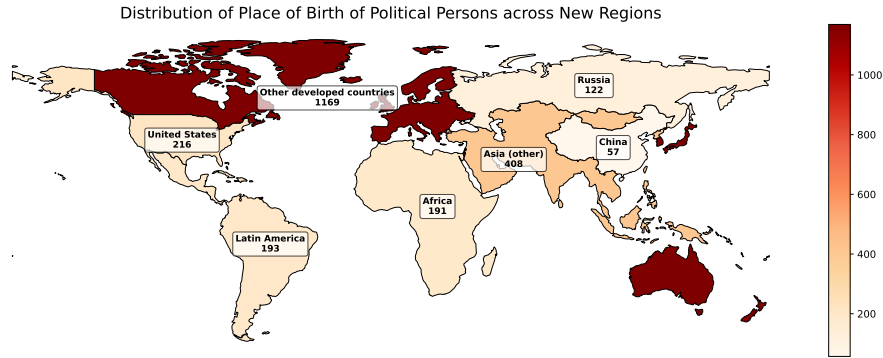 Distribution of Place of Birth of Political Persons across New Regions
Other developed countries
1169
Russia
122
United States
216
China
57
Asia (other)
408
Africa
191
Latin America
193
1000
800
600
400
200